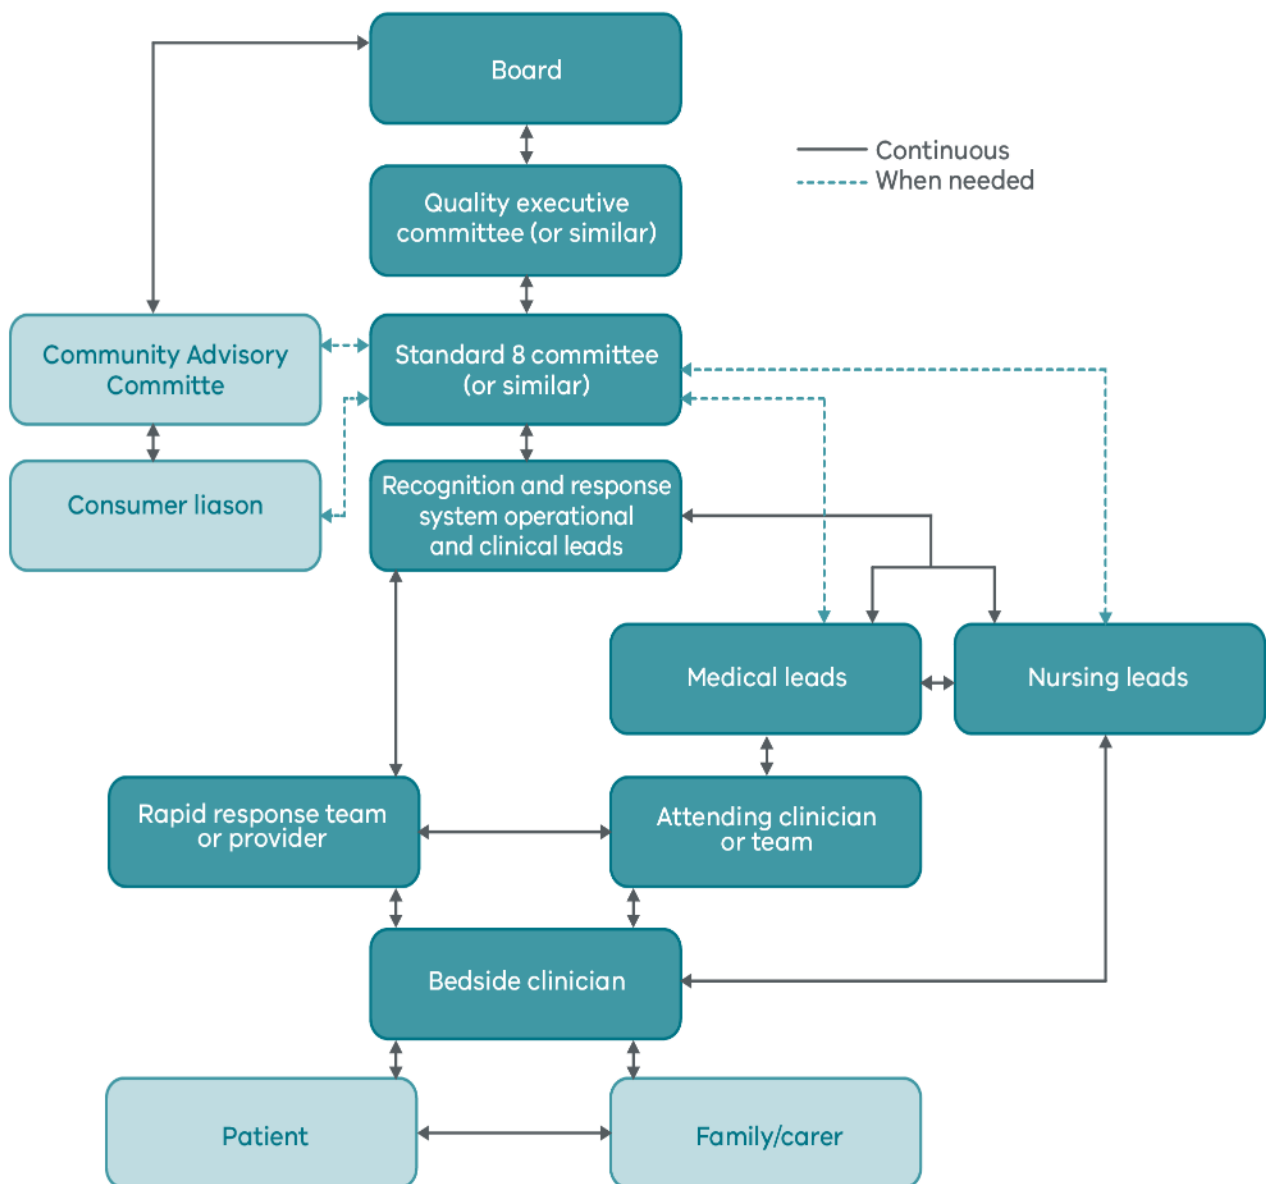 Board
Continuous
When needed
Quality executive
committee (or similar)
Community Advisory
Committe
Standard 8 committee
(or similar)
Consumer liason
Recognition and response
system operational
and clinical leads
Medical leads
Nursing leads
Rapid response team
or provider
Attending clinician
or team
Bedside clinician
Patient
Family/carer